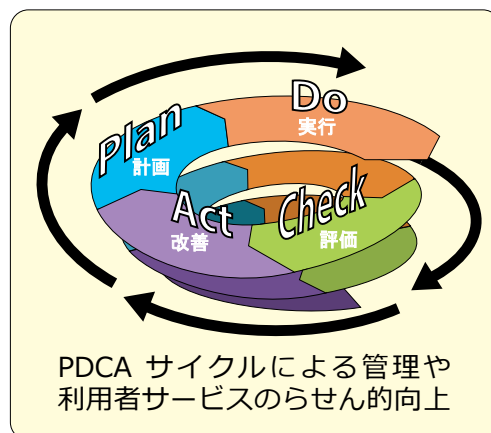 Plan
計画
Do
実行
Check
評価
Act
改善
PDCA サイクルによる管理や
利用者サービスのらせん的向上